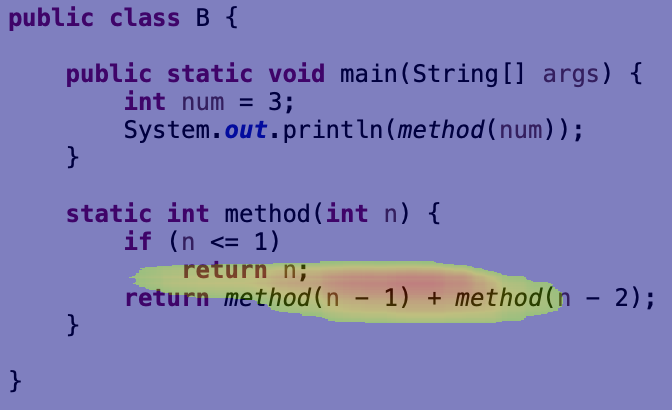 public class B {
public static void main(String[] args) {
int num = 3;
System.out.println(method(num));
}
static int method(int n) {
if (n <= 1)
return n;
return method(n - 1) + method(n - 2);
}
}